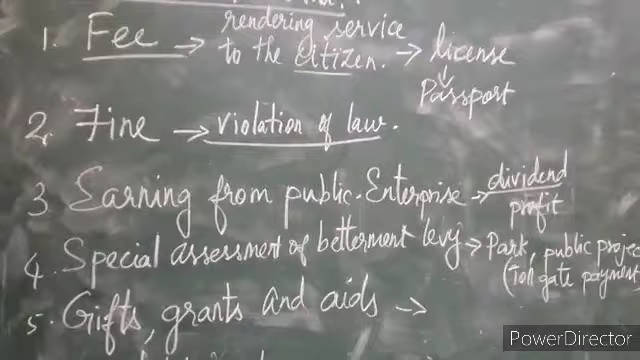 1. Fee → rendering service
to the Citizen. → license
↓
Passport
2. Fine → violation of law.
3 Earning from public Enterprise → dividend
profit
4. Special assessment of betterment levy → Park, public projec
(Toll gate payment
5. Gifts, grants and aids →
PowerDirector